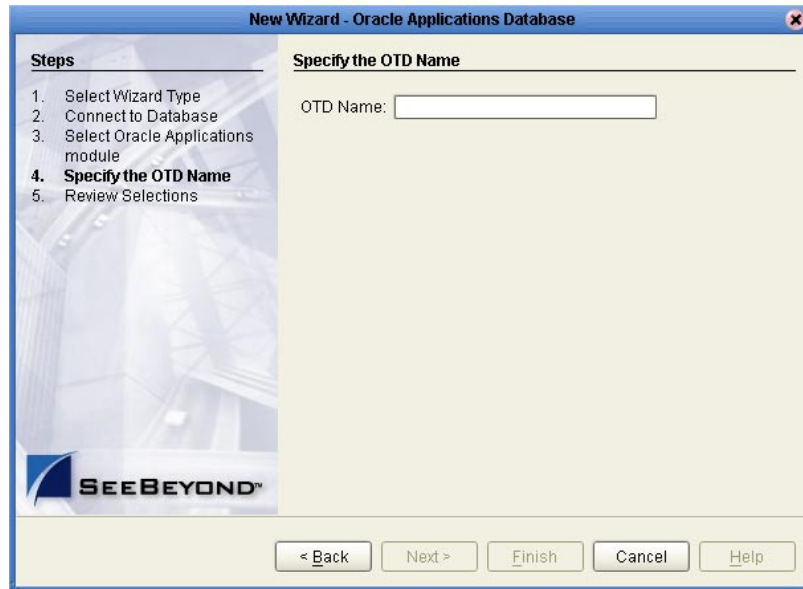 New Wizard - Oracle Applications Database
Steps
1. Select Wizard Type
2. Connect to Database
3. Select Oracle Applications
module
4. Specify the OTD Name
5. Review Selections
Specify the OTD Name
OTD Name:
SEEBEYOND™
< Back
Next >
Finish
Cancel
Help